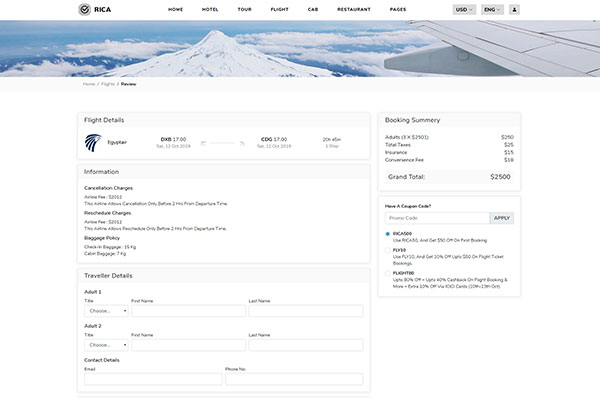 RICA
HOME HOTEL TOUR FLIGHT CAB RESTAURANT PAGES
USD ENG
Home / Flights / Review
Flight Details
Egyptair
DXB 17.00
Sat, 12 Oct 2019
CDG 17.00
Sat, 12 Oct 2019
20h 45m
1 Stop
Information
Cancellation Charges
Airline Fee : $2012
This Airline Allows Cancellation Only Before 2 Hrs From Departure Time.
Reschedule Charges
Airline Fee : $2012
This Airline Allows Reschedule Only Before 2 Hrs From Departure Time.
Baggage Policy
Check-In Baggage : 15 Kg
Cabin Baggage : 7 Kg
Traveller Details
Adult 1
Title First Name Last Name
Choose...
Adult 2
Title First Name Last Name
Choose...
Contact Details
Email Phone No.
Booking Summery
Adults (3 X $2501) $250
Total Taxes $25
Insurance $15
Convenience Fee $18
Grand Total: $2500
Have A Coupon Code?
Promo Code APPLY
RICA500
Use RICA50, And Get $50 Off On First Booking
FLY10
Use FLY10, And Get 10% Off Upto $50 On Flight Ticket
Bookings.
FLIGHT80
Upto 80% Off + Upto 40% Cashback On Flight Booking &
More + Extra 10% Off Via ICICI Cards (10th-13th Oct)